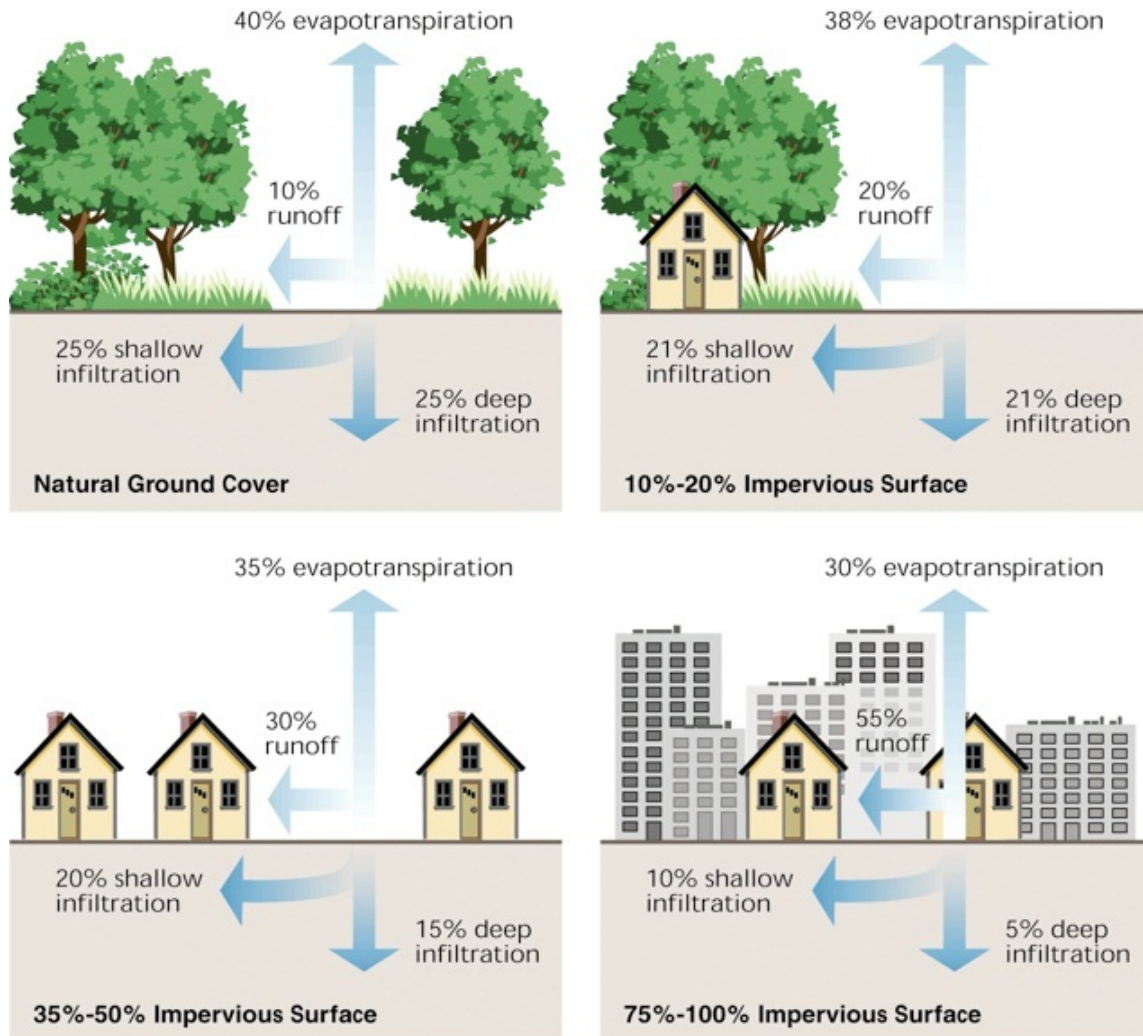 40% evapotranspiration
10%
runoff
25% shallow
infiltration
25% deep
infiltration
Natural Ground Cover
38% evapotranspiration
20%
runoff
21% shallow
infiltration
21% deep
infiltration
10%-20% Impervious Surface
35% evapotranspiration
30%
runoff
20% shallow
infiltration
15% deep
infiltration
35%-50% Impervious Surface
30% evapotranspiration
55%
runoff
10% shallow
infiltration
5% deep
infiltration
75%-100% Impervious Surface